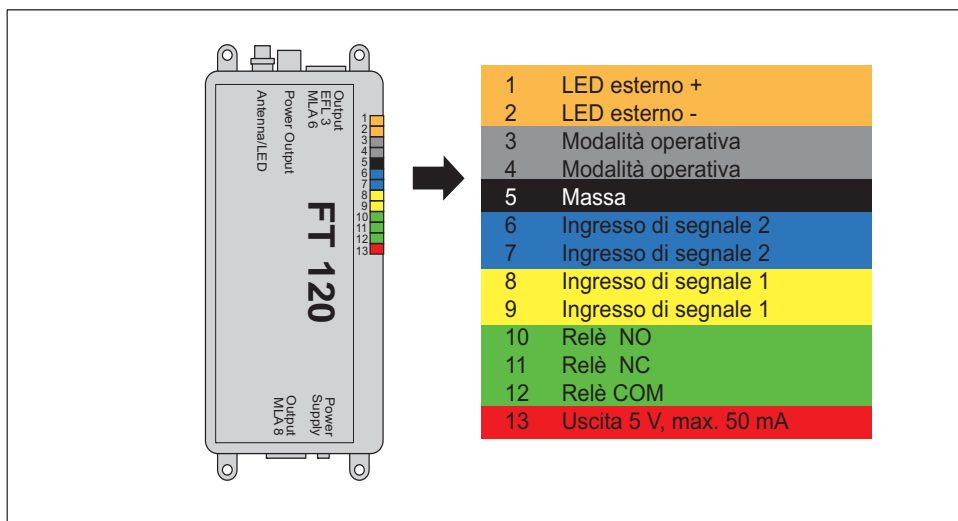 Output
EFL 3
MLA 6
Power Output
Antenna/LED
1
2
3
4
5
6
7
8
9
10
11
12
13
FT 120
Power
Supply
Output
MLA 8
1 LED esterno +
2 LED esterno -
3 Modalità operativa
4 Modalità operativa
5 Massa
6 Ingresso di segnale 2
7 Ingresso di segnale 2
8 Ingresso di segnale 1
9 Ingresso di segnale 1
10 Relè NO
11 Relè NC
12 Relè COM
13 Uscita 5 V, max. 50 mA